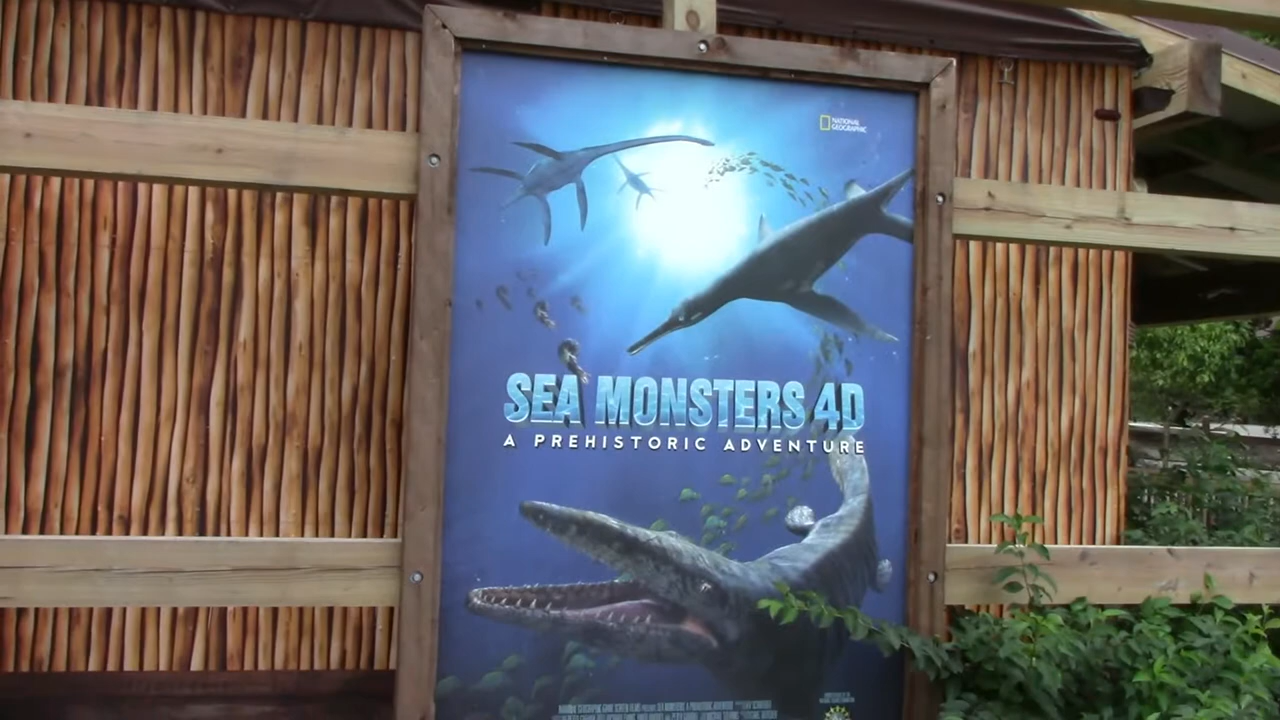 NATIONAL
GEOGRAPHIC
SEA MONSTERS 4D
A PREHISTORIC ADVENTURE